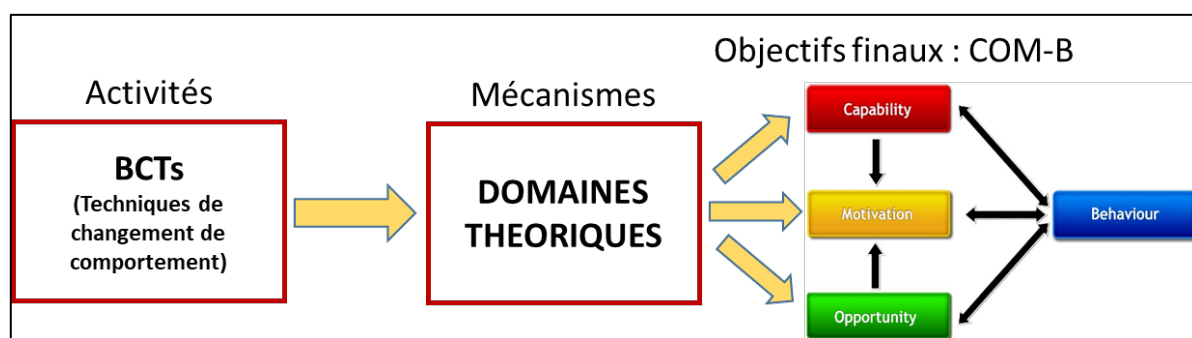 Activités
BCTs
(Techniques de
changement de
comportement)
Mécanismes
DOMAINES
THEORIQUES
Objectifs finaux : COM-B
Capability
Motivation
Behaviour
Opportunity